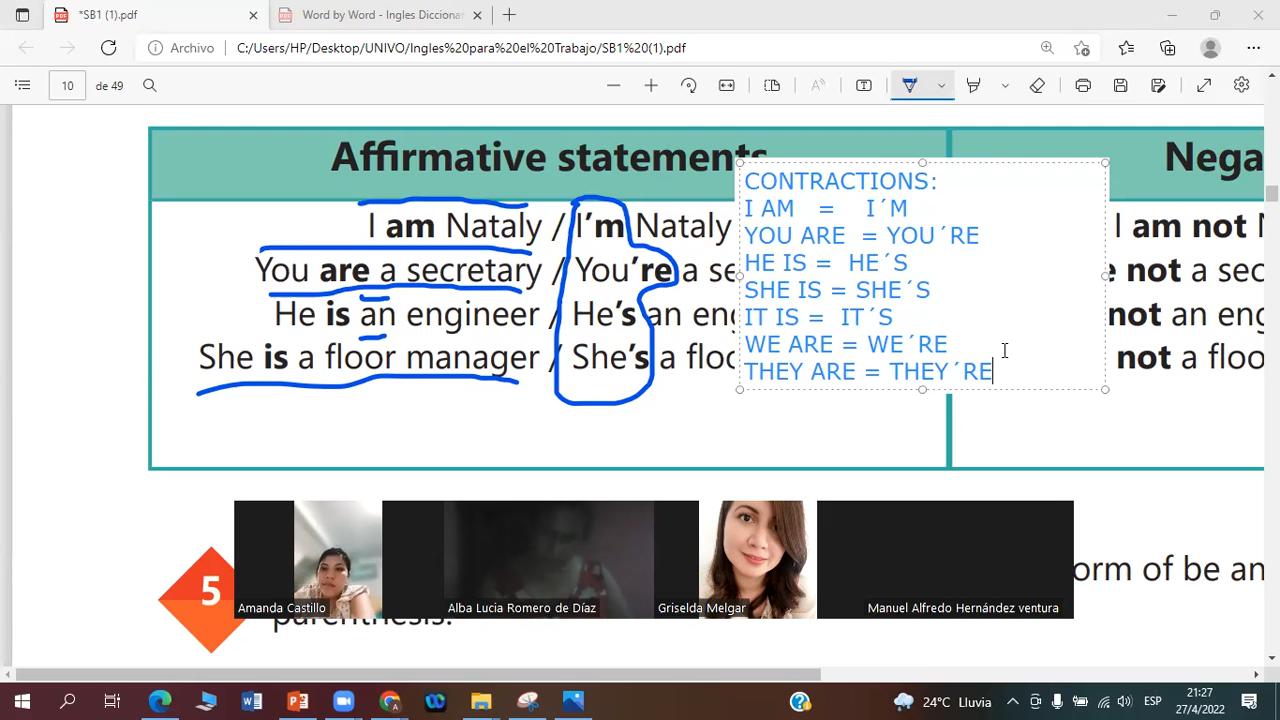 *SB1 (1).pdf
Word by Word - Ingles Dicciona
Archivo
C:/Users/HP/Desktop/UNIVO/Ingles%20para%20el%20Trabajo/SB1%20(1).pdf
10 de 49
Affirmative statements
Nega
CONTRACTIONS:
I AM = I´M
YOU ARE = YOU´RE
HE IS = HE´S
SHE IS = SHE´S
IT IS = IT´S
WE ARE = WE´RE
THEY ARE = THEY´RE
I am Nataly / I’m Nataly
I am not
You are a secretary / You’re a se
not a sec
He is an engineer / He’s an eng
not an
She is a floor manager / She’s a floo
not a floo
5
orm of be an
parenthesis.
Amanda Castillo
Alba Lucia Romero de Díaz
Griselda Melgar
Manuel Alfredo Hernández ventura
24°C Lluvia
ESP
21:27
27/4/2022